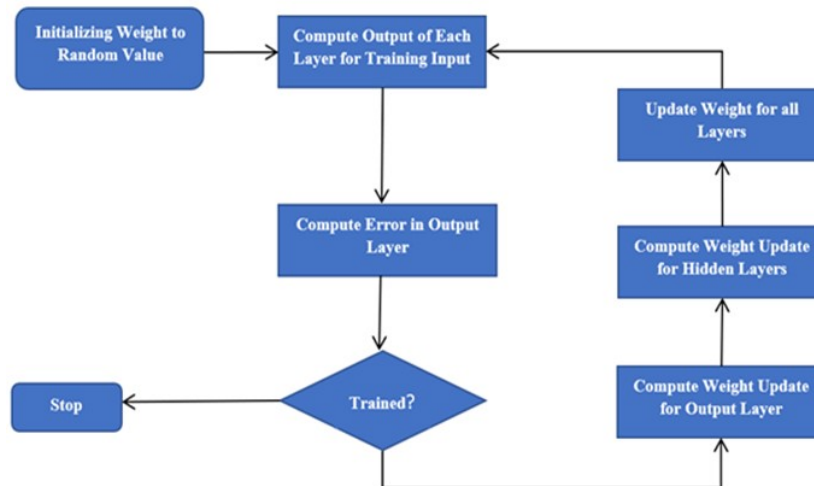 Initializing Weight to
Random Value
Compute Output of Each
Layer for Training Input
Update Weight for all
Layers
Compute Error in Output
Layer
Compute Weight Update
for Hidden Layers
Trained?
Stop
Compute Weight Update
for Output Layer